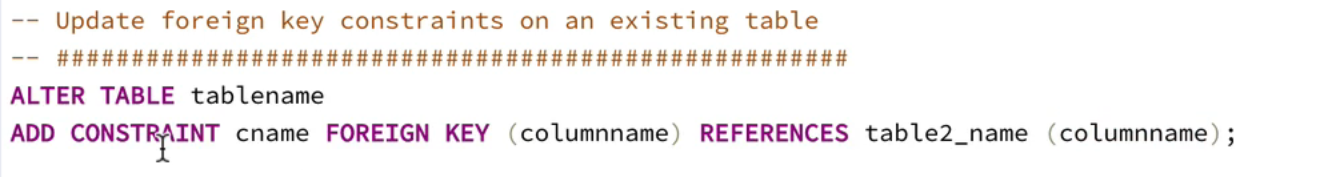 -- Update foreign key constraints on an existing table
-- #####################################################
ALTER TABLE tablename
ADD CONSTRAINT cname FOREIGN KEY (columnname) REFERENCES table2_name (columnname);